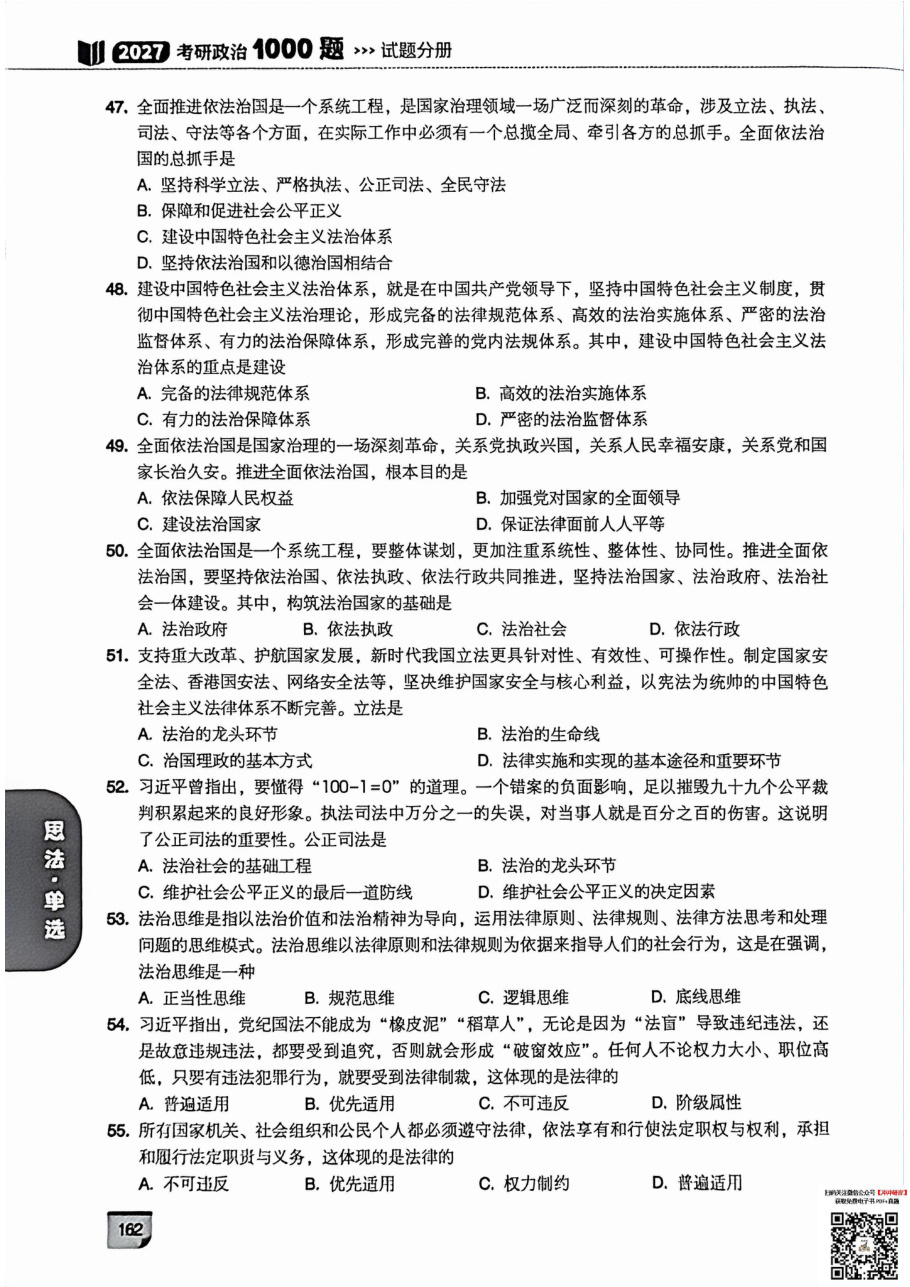 2027 考研政治1000题 >>> 试题分册
47. 全面推进依法治国是一个系统工程，是国家治理领域一场广泛而深刻的革命，涉及立法、执法、
司法、守法等各个方面，在实际工作中必须有一个总揽全局、牵引各方的总抓手。全面依法治
国的总抓手是
A. 坚持科学立法、严格执法、公正司法、全民守法
B. 保障和促进社会公平正义
C. 建设中国特色社会主义法治体系
D. 坚持依法治国和以德治国相结合
48. 建设中国特色社会主义法治体系，就是在中国共产党领导下，坚持中国特色社会主义制度，贯
彻中国特色社会主义法治理论，形成完备的法律规范体系、高效的法治实施体系、严密的法治
监督体系、有力的法治保障体系，形成完善的党内法规体系。其中，建设中国特色社会主义法
治体系的重点是建设
A. 完备的法律规范体系 B. 高效的法治实施体系
C. 有力的法治保障体系 D. 严密的法治监督体系
49. 全面依法治国是国家治理的一场深刻革命，关系党执政兴国，关系人民幸福安康，关系党和国
家长治久安。推进全面依法治国，根本目的是
A. 依法保障人民权益 B. 加强党对国家的全面领导
C. 建设法治国家 D. 保证法律面前人人平等
50. 全面依法治国是一个系统工程，要整体谋划，更加注重系统性、整体性、协同性。推进全面依
法治国，要坚持依法治国、依法执政、依法行政共同推进，坚持法治国家、法治政府、法治社
会一体建设。其中，构筑法治国家的基础是
A. 法治政府 B. 依法执政 C. 法治社会 D. 依法行政
51. 支持重大改革、护航国家发展，新时代我国立法更具针对性、有效性、可操作性。制定国家安
全法、香港国安法、网络安全法等，坚决维护国家安全与核心利益，以宪法为统帅的中国特色
社会主义法律体系不断完善。立法是
A. 法治的龙头环节 B. 法治的生命线
C. 治国理政的基本方式 D. 法律实施和实现的基本途径和重要环节
52. 习近平曾指出，要懂得“100-1=0”的道理。一个错案的负面影响，足以摧毁九十九个公平裁
判积累起来的良好形象。执法司法中万分之一的失误，对当事人就是百分之百的伤害。这说明
了公正司法的重要性。公正司法是
A. 法治社会的基础工程 B. 法治的龙头环节
C. 维护社会公平正义的最后一道防线 D. 维护社会公平正义的决定因素
53. 法治思维是指以法治价值和法治精神为导向，运用法律原则、法律规则、法律方法思考和处理
问题的思维模式。法治思维以法律原则和法律规则为依据来指导人们的社会行为，这是在强调，
法治思维是一种
A. 正当性思维 B. 规范思维 C. 逻辑思维 D. 底线思维
54. 习近平指出，党纪国法不能成为“橡皮泥”“稻草人”，无论是因为“法盲”导致违纪违法，还
是故意违规违法，都要受到追究，否则就会形成“破窗效应”。任何人不论权力大小、职位高
低，只要有违法犯罪行为，就要受到法律制裁，这体现的是法律的
A. 普遍适用 B. 优先适用 C. 不可违反 D. 阶级属性
55. 所有国家机关、社会组织和公民个人都必须遵守法律，依法享有和行使法定职权与权利，承担
和履行法定职责与义务，这体现的是法律的
A. 不可违反 B. 优先适用 C. 权力制约 D. 普遍适用
思法·单选
162
扫码关注微信公众号
获取免费电子书PDF+真题